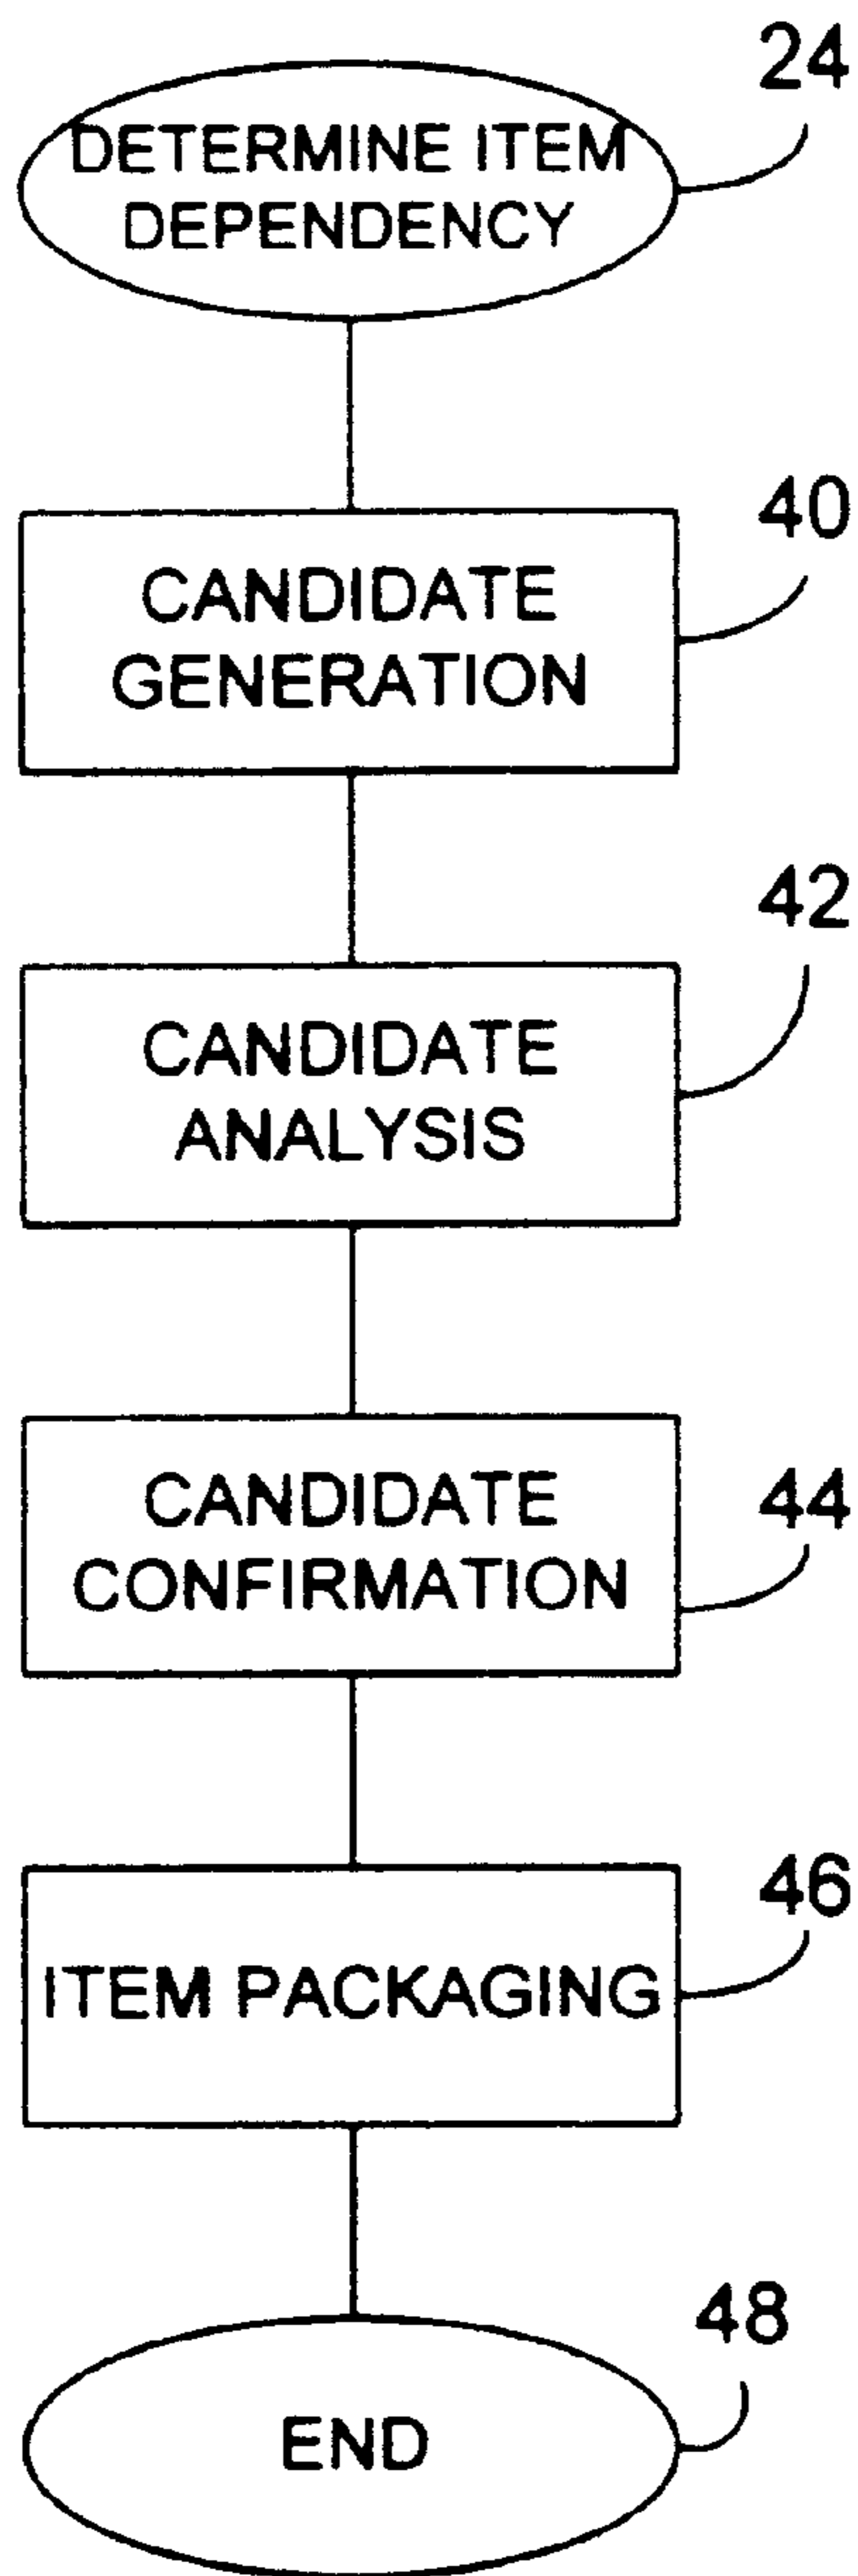 24
DETERMINE ITEM
DEPENDENCY
40
CANDIDATE
GENERATION
42
CANDIDATE
ANALYSIS
44
CANDIDATE
CONFIRMATION
46
ITEM PACKAGING
48
END